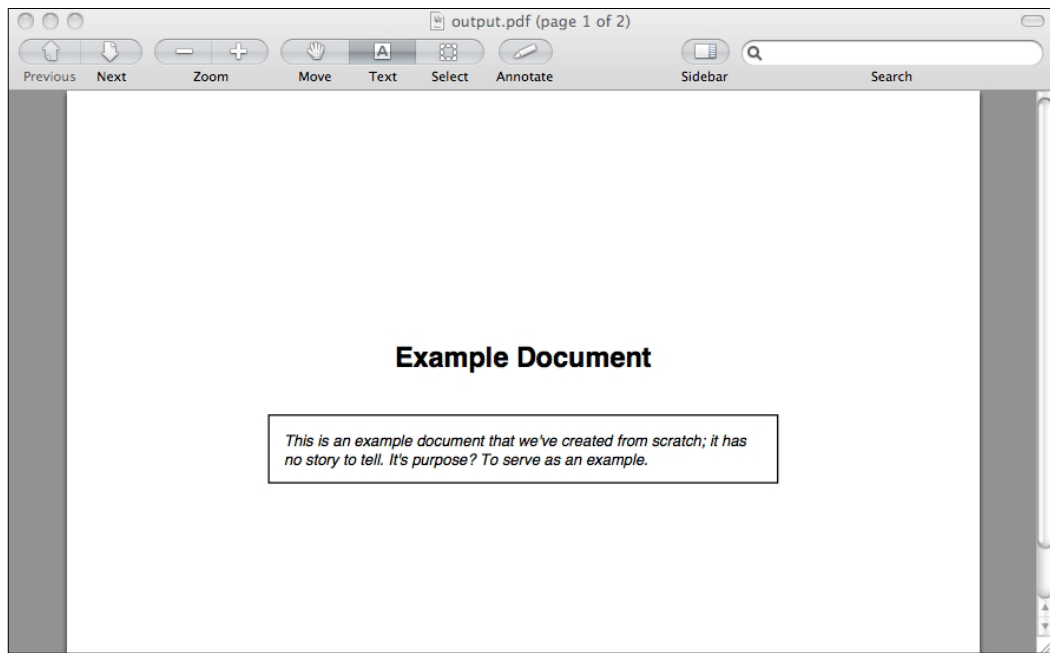 output.pdf (page 1 of 2)
Previous Next Zoom Move Text Select Annotate Sidebar Search
Example Document
This is an example document that we've created from scratch; it has
no story to tell. It's purpose? To serve as an example.